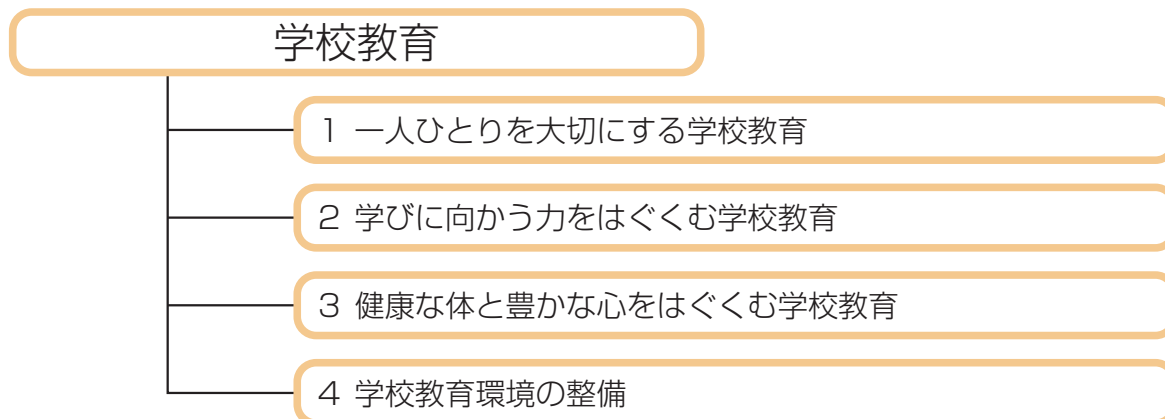 学校教育
1 一人ひとりを大切にする学校教育
2 学びに向かう力をはぐくむ学校教育
3 健康な体と豊かな心をはぐくむ学校教育
4 学校教育環境の整備